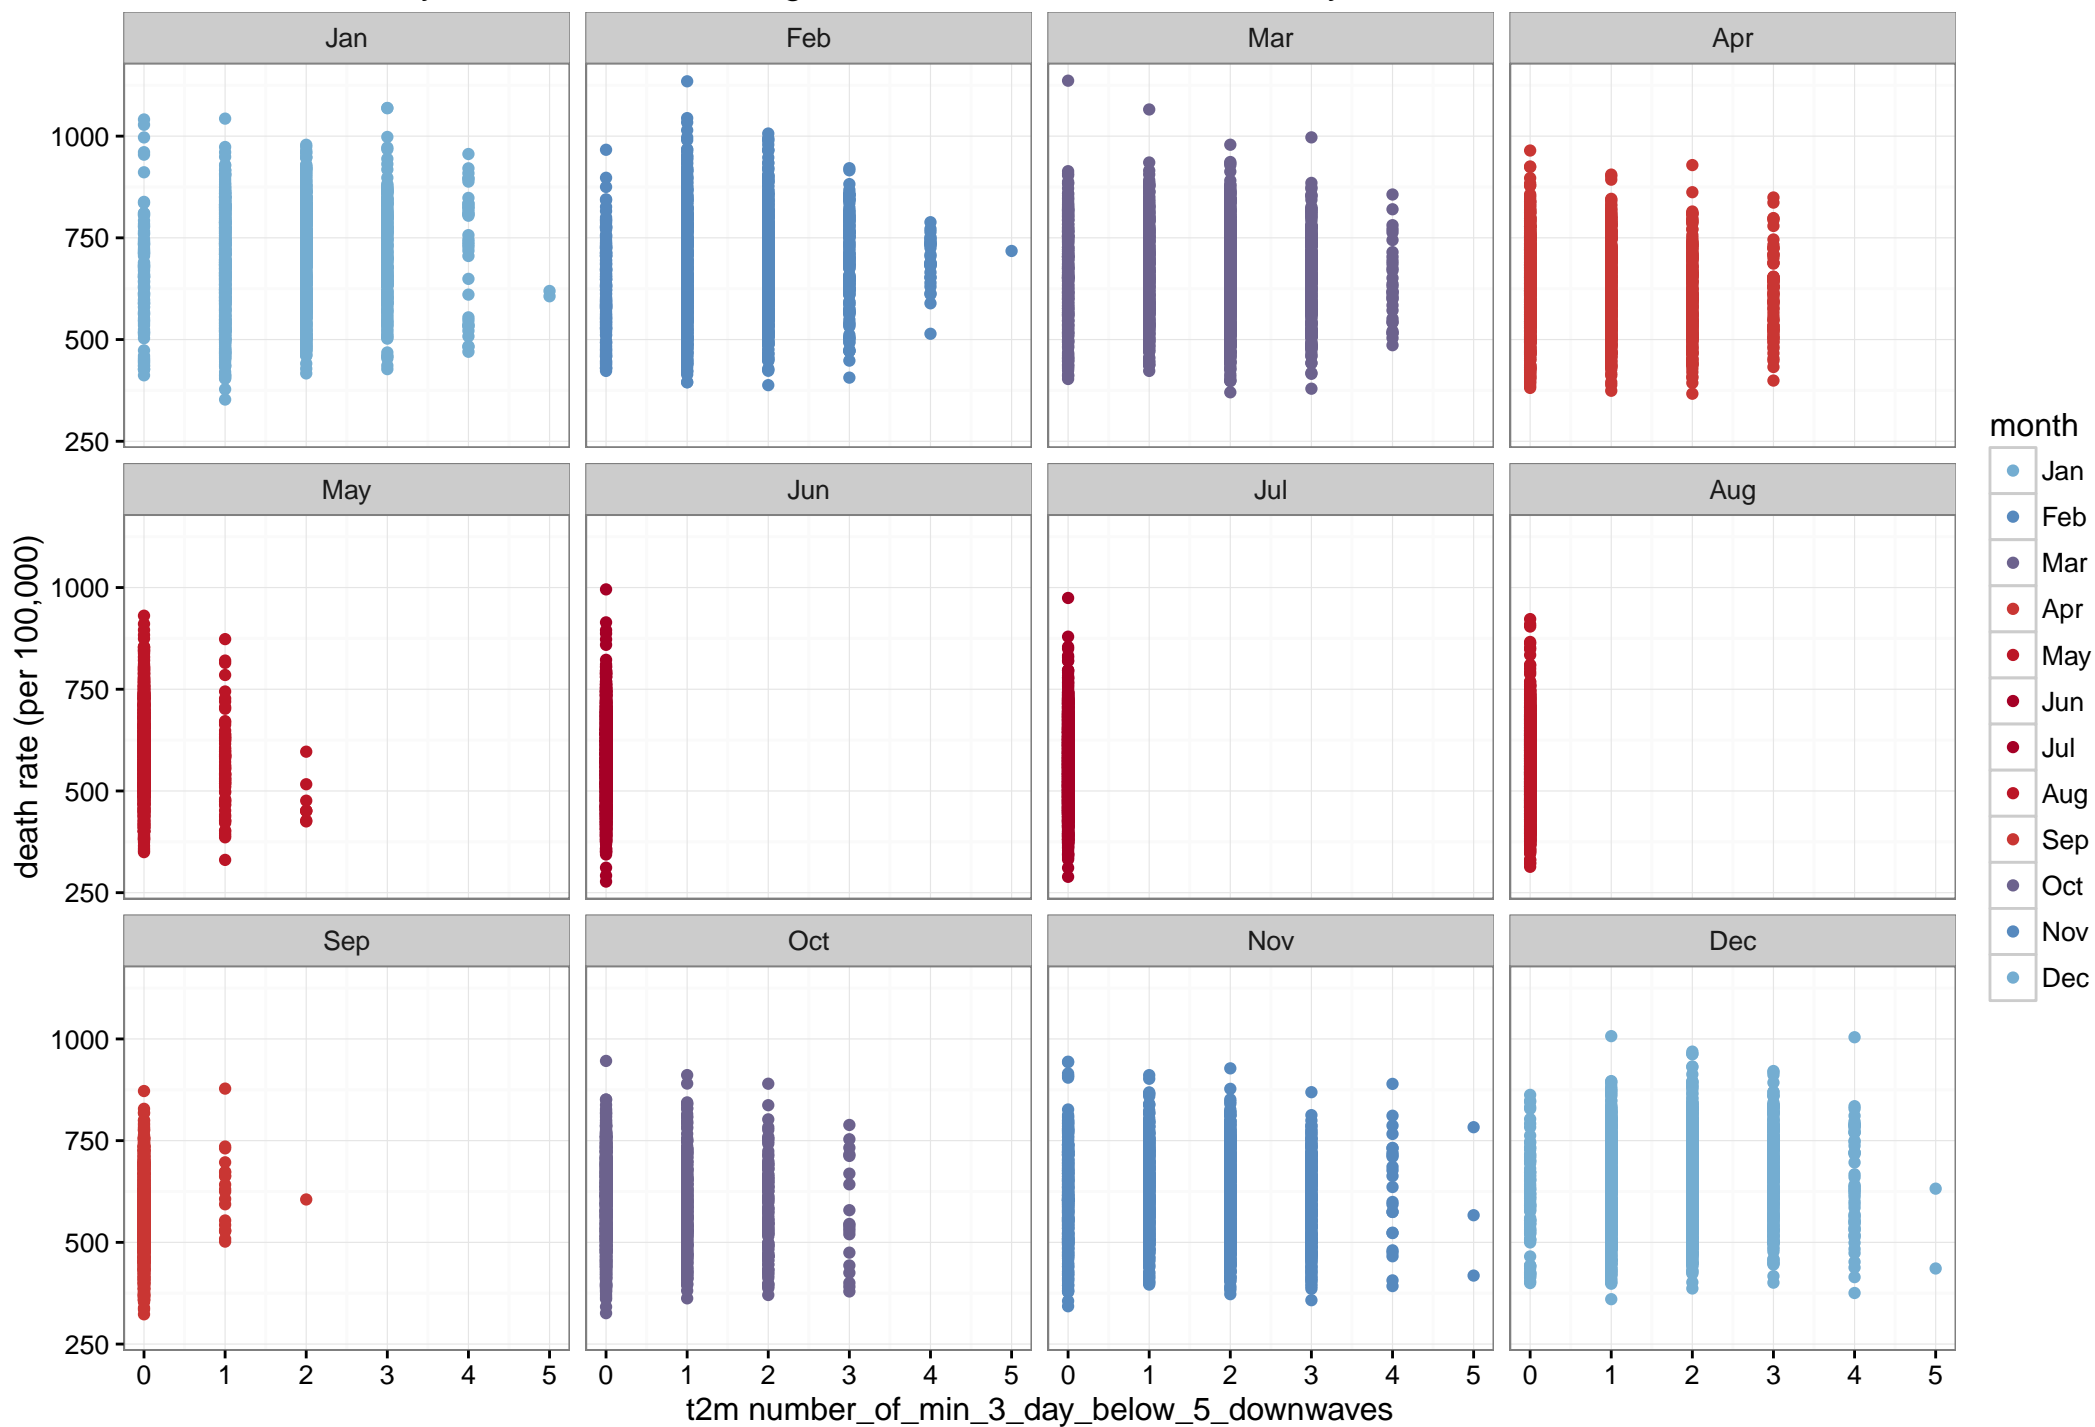 Jan Feb Mar Apr
1000
750
500
250
May Jun Jul Aug
1000
750
500
250
Sep Oct Nov Dec
1000
750
500
250
0 1 2 3 4 5 0 1 2 3 4 5 0 1 2 3 4 5 0 1 2 3 4 5
t2m number_of_min_3_day_below_5_downwaves
death rate (per 100,000)
month
Jan
Feb
Mar
Apr
May
Jun
Jul
Aug
Sep
Oct
Nov
Dec